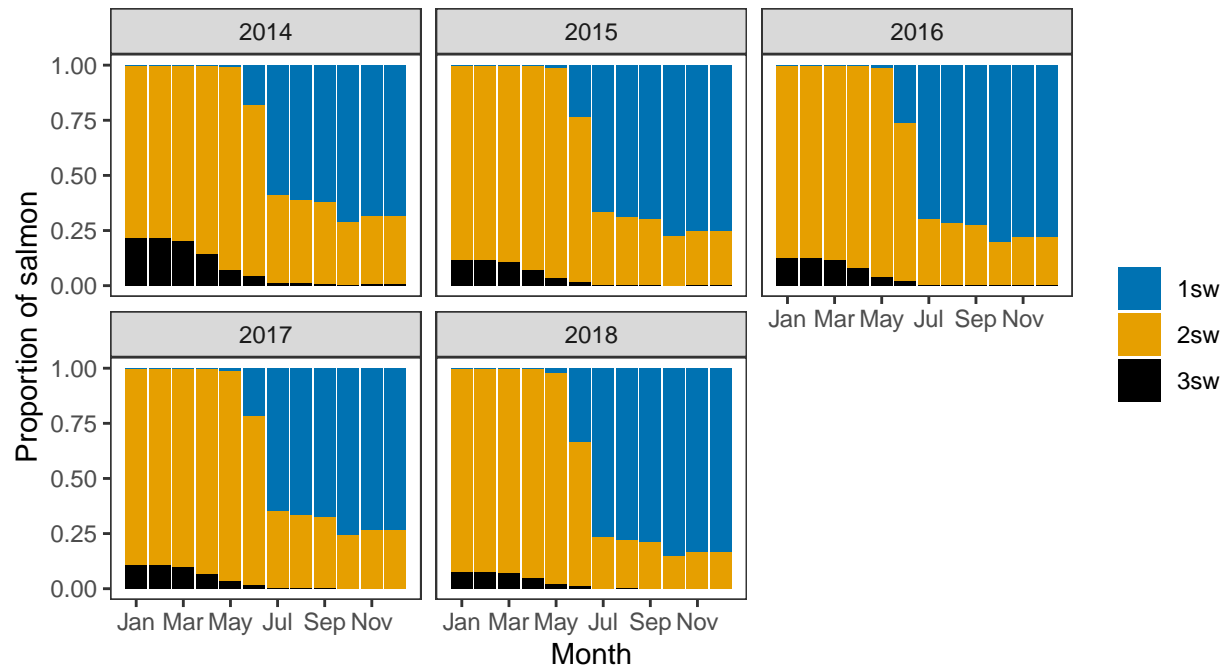 2014
2015
2016
1.00
0.75
0.50
0.25
0.00
Jan Mar May Jul Sep Nov
2017
2018
1.00
0.75
0.50
0.25
0.00
Jan Mar May Jul Sep Nov
Jan Mar May Jul Sep Nov
Month
Proportion of salmon
1sw
2sw
3sw